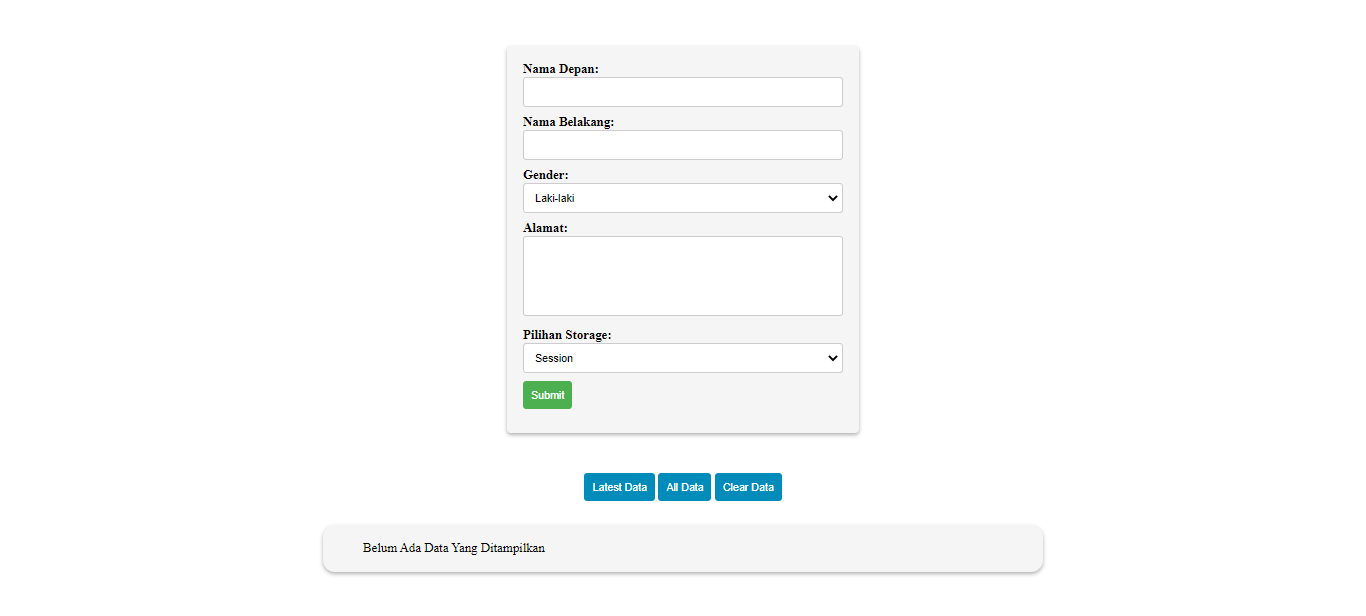 Nama Depan:
Nama Belakang:
Gender:
Laki-laki
Alamat:
Pilihan Storage:
Session
Submit
Latest Data All Data Clear Data
Belum Ada Data Yang Ditampilkan